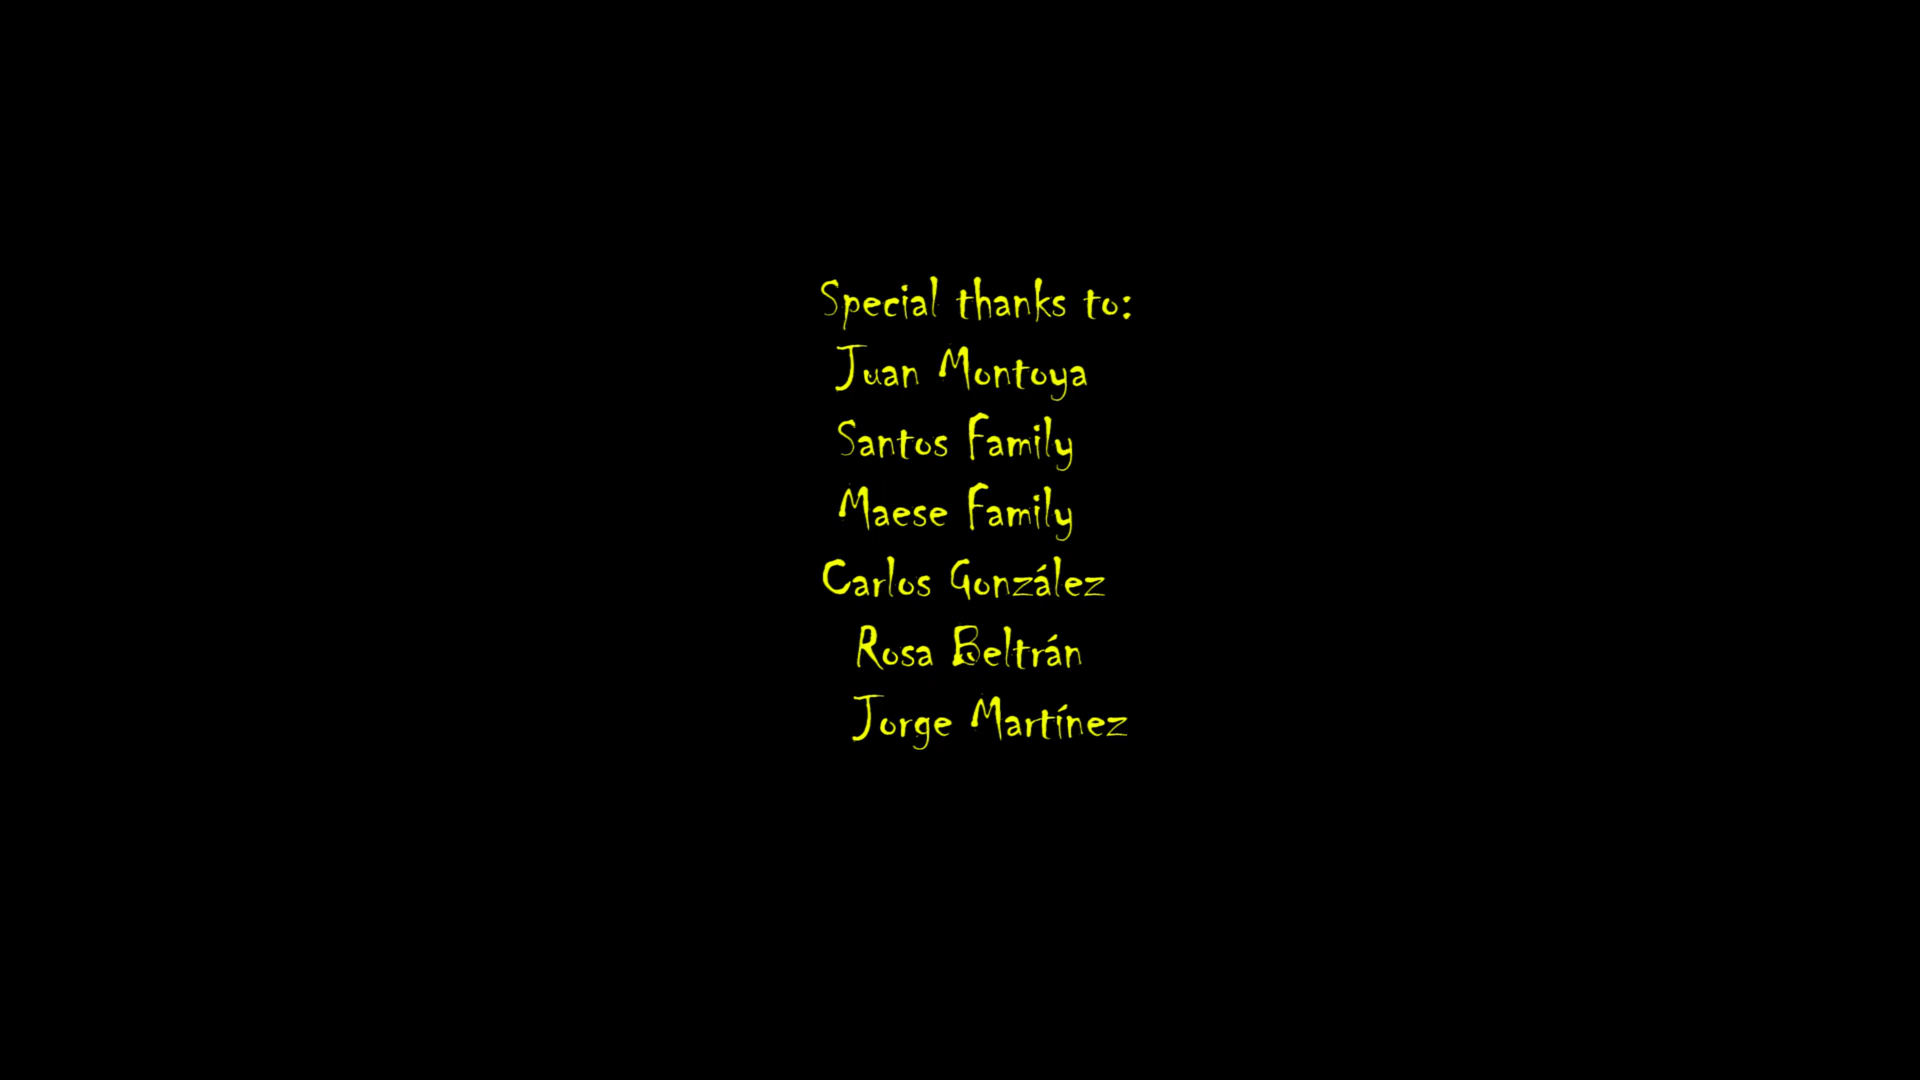 Special thanks to:
Juan Montoya
Santos Family
Maese Family
Carlos González
Rosa Beltrán
Jorge Martínez